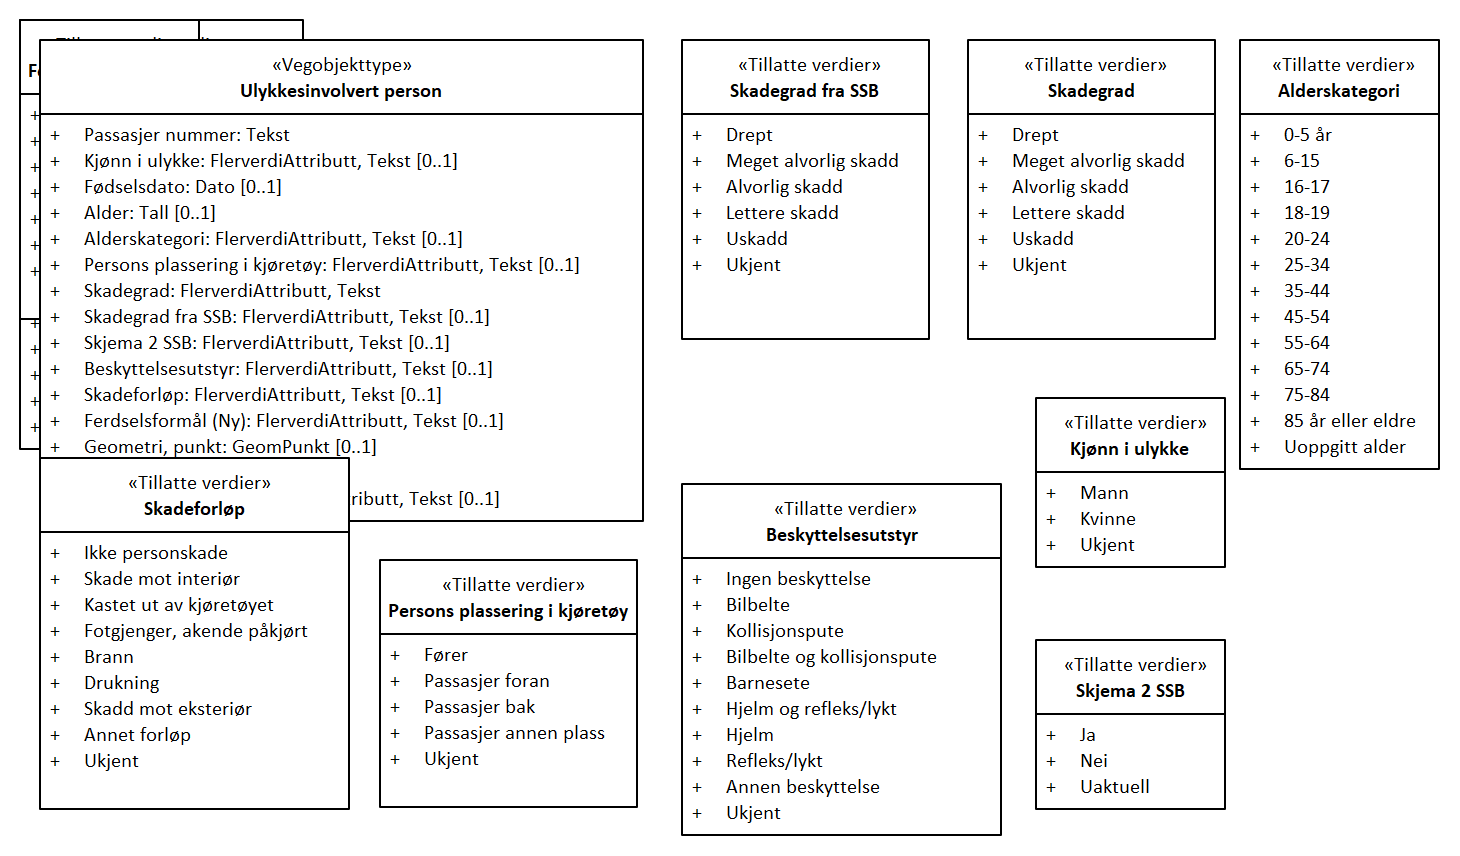 «Vegobjekttype»
Ulykkesinvolvert person
+ Passasjer nummer: Tekst
+ Kjønn i ulykke: FlerverdiAttributt, Tekst [0..1]
+ Fødselsdato: Dato [0..1]
+ Alder: Tall [0..1]
+ Alderskategori: FlerverdiAttributt, Tekst [0..1]
+ Persons plassering i kjøretøy: FlerverdiAttributt, Tekst [0..1]
+ Skadegrad: FlerverdiAttributt, Tekst
+ Skadegrad fra SSB: FlerverdiAttributt, Tekst [0..1]
+ Skjema 2 SSB: FlerverdiAttributt, Tekst [0..1]
+ Beskyttelsesutstyr: FlerverdiAttributt, Tekst [0..1]
+ Skadeforløp: FlerverdiAttributt, Tekst [0..1]
+ Ferdselsformål (Ny): FlerverdiAttributt, Tekst [0..1]
+ Geometri, punkt: GeomPunkt [0..1]
Tekst [0..1]
«Tillatte verdier»
Skadeforløp
+ Ikke personskade
+ Skade mot interiør
+ Kastet ut av kjøretøyet
+ Fotgjenger, akende påkjørt
+ Brann
+ Drukning
+ Skadd mot eksteriør
+ Annet forløp
+ Ukjent
«Tillatte verdier»
Persons plassering i kjøretøy
+ Fører
+ Passasjer foran
+ Passasjer bak
+ Passasjer annen plass
+ Ukjent
«Tillatte verdier»
Skadegrad fra SSB
+ Drept
+ Meget alvorlig skadd
+ Alvorlig skadd
+ Lettere skadd
+ Uskadd
+ Ukjent
«Tillatte verdier»
Beskyttelsesutstyr
+ Ingen beskyttelse
+ Bilbelte
+ Kollisjonspute
+ Bilbelte og kollisjonspute
+ Barnesete
+ Hjelm og refleks/lykt
+ Hjelm
+ Refleks/lykt
+ Annen beskyttelse
+ Ukjent
«Tillatte verdier»
Skadegrad
+ Drept
+ Meget alvorlig skadd
+ Alvorlig skadd
+ Lettere skadd
+ Uskadd
+ Ukjent
«Tillatte verdier»
Kjønn i ulykke
+ Mann
+ Kvinne
+ Ukjent
«Tillatte verdier»
Skjema 2 SSB
+ Ja
+ Nei
+ Uaktuell
«Tillatte verdier»
Alderskategori
+ 0-5 år
+ 6-15
+ 16-17
+ 18-19
+ 20-24
+ 25-34
+ 35-44
+ 45-54
+ 55-64
+ 65-74
+ 75-84
+ 85 år eller eldre
+ Uoppgitt alder